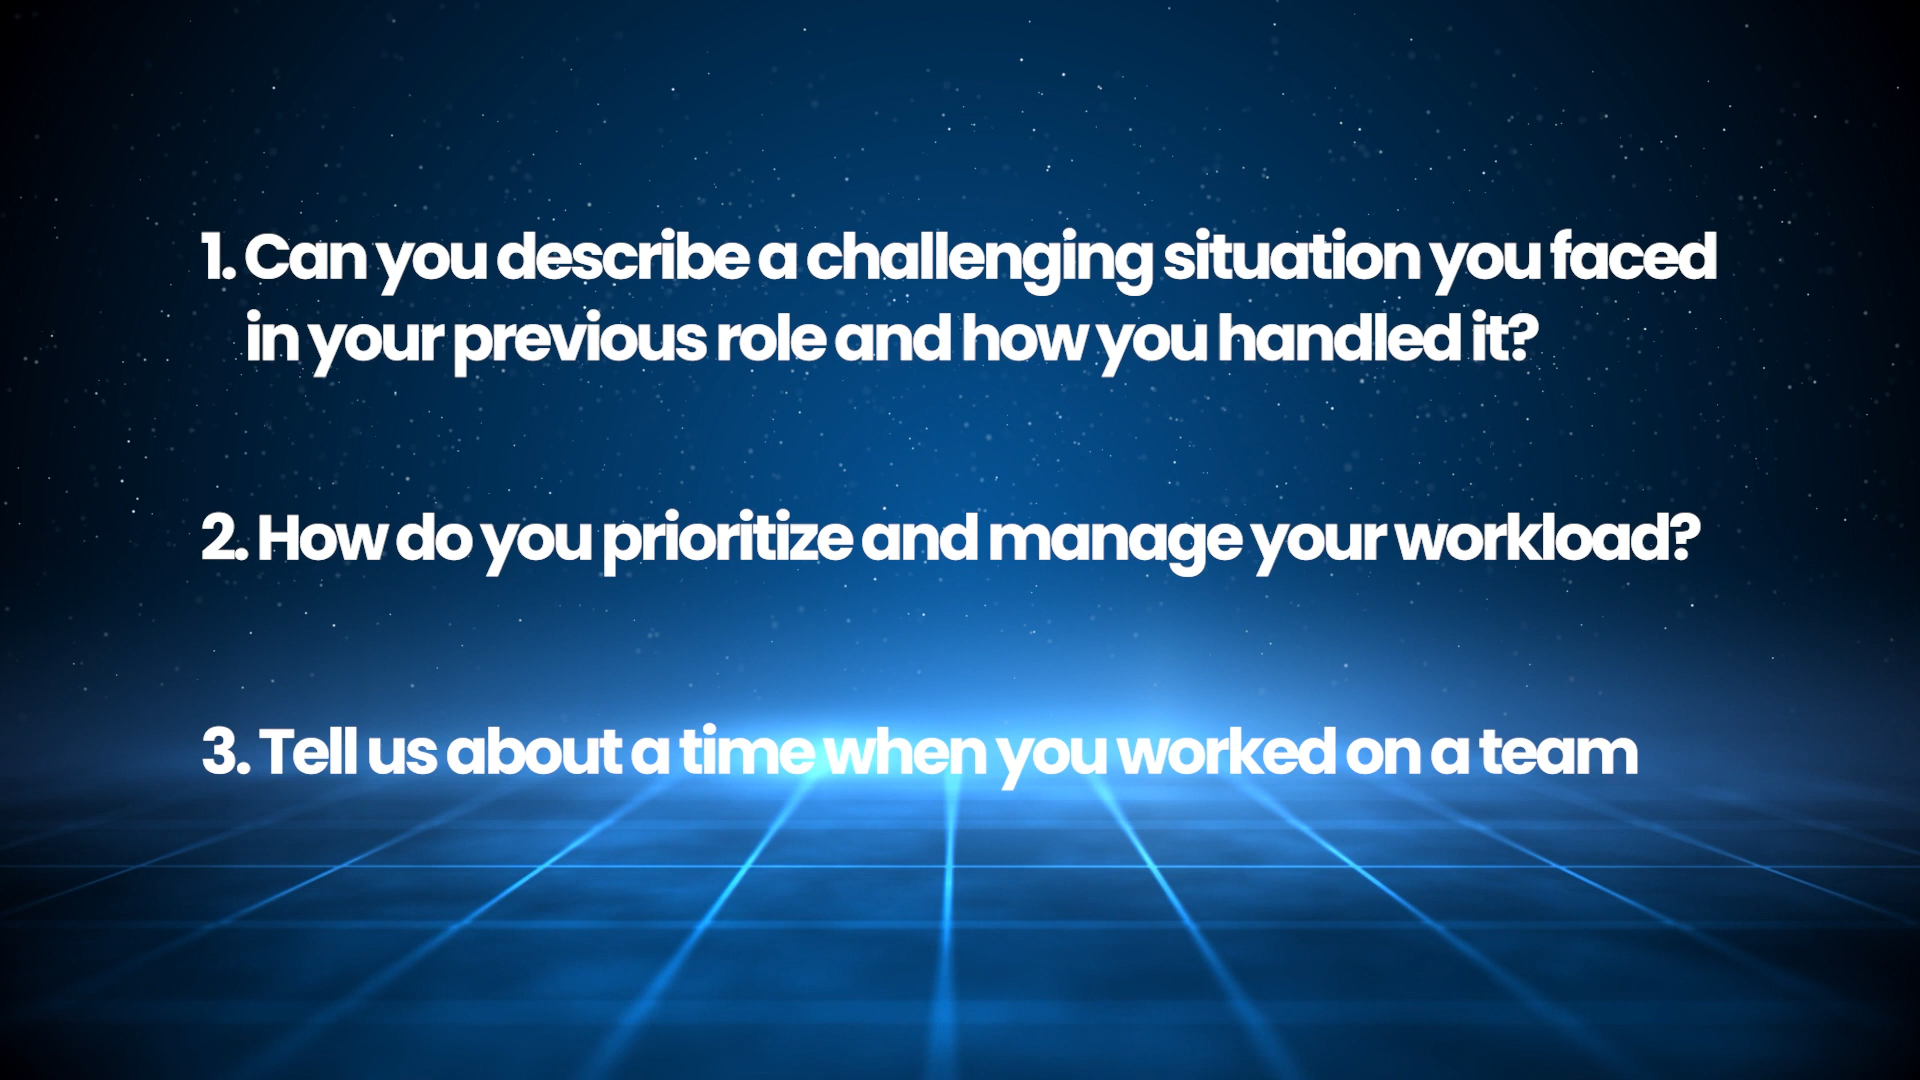 1. Can you describe a challenging situation you faced
in your previous role and how you handled it?
2. How do you prioritize and manage your workload?
3. Tell us about a time when you worked on a team